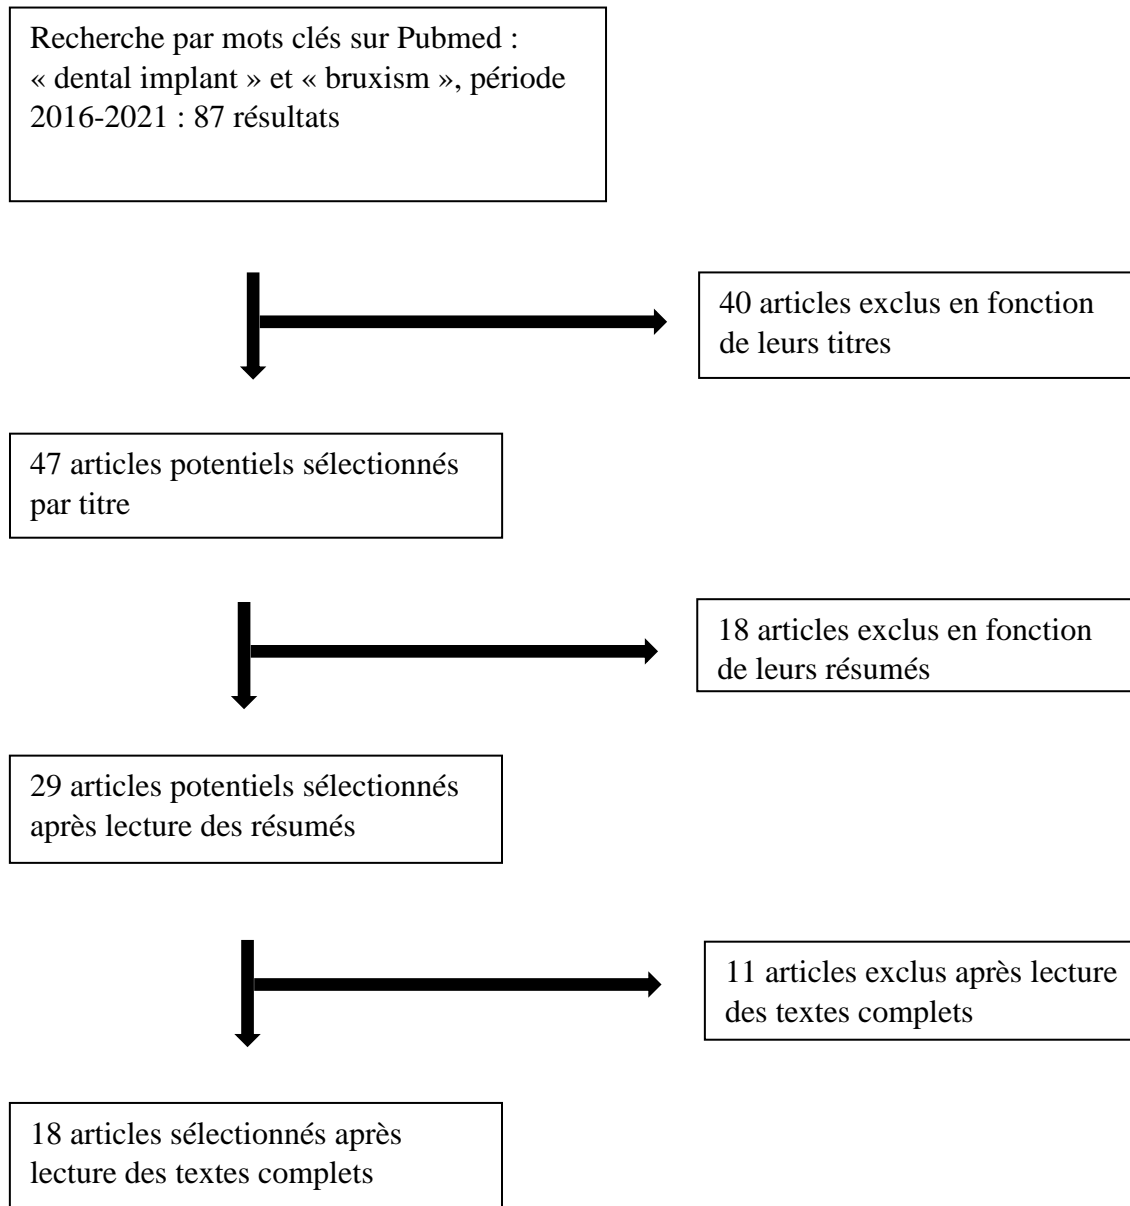 Recherche par mots clés sur Pubmed :
« dental implant » et « bruxism », période
2016-2021 : 87 résultats
40 articles exclus en fonction
de leurs titres
47 articles potentiels sélectionnés
par titre
18 articles exclus en fonction
de leurs résumés
29 articles potentiels sélectionnés
après lecture des résumés
11 articles exclus après lecture
des textes complets
18 articles sélectionnés après
lecture des textes complets